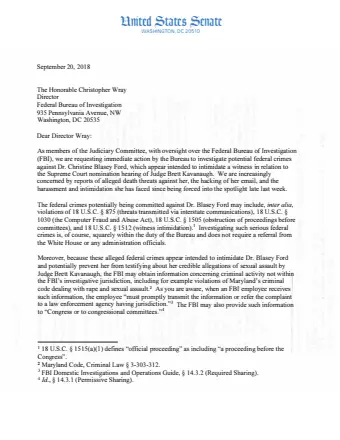 United States Senate
WASHINGTON, DC 20510
September 20, 2018
The Honorable Christopher Wray
Director
Federal Bureau of Investigation
935 Pennsylvania Avenue, NW
Washington, DC 20535
Dear Director Wray:
As members of the Judiciary Committee, with oversight over the Federal Bureau of Investigation
(FBI), we are requesting immediate action by the Bureau to investigate potential federal crimes
against Dr. Christine Blasey Ford, which appear intended to intimidate a witness in relation to
the Supreme Court nomination hearing of Judge Brett Kavanaugh. We are increasingly
concerned by reports of alleged death threats against her, the hacking of her email, and the
harassment and intimidation she has faced since being forced into the spotlight late last week.
The federal crimes potentially being committed against Dr. Blasey Ford may include, inter alia,
violations of 18 U.S.C. § 875 (threats transmitted via interstate communications), 18 U.S.C. §
1030 (the Computer Fraud and Abuse Act), 18 U.S.C. § 1505 (obstruction of proceedings before
committees), and 18 U.S.C. § 1512 (witness intimidation).¹ Investigating such serious federal
crimes is, of course, squarely within the duty of the Bureau and does not require a referral from
the White House or any administration officials.
Moreover, because these alleged federal crimes appear intended to intimidate Dr. Blasey Ford
and potentially prevent her from testifying about her credible allegations of sexual assault by
Judge Brett Kavanaugh, the FBI may obtain information concerning criminal activity not within
the FBI's investigative jurisdiction, including for example violations of Maryland's criminal
code dealing with rape and sexual assault.² As you are aware, when an FBI employee receives
such information, the employee "must promptly transmit the information or refer the complaint
to a law enforcement agency having jurisdiction."³ The FBI may also provide such information
to "Congress or to congressional committees."⁴
¹ 18 U.S.C. § 1515(a)(1) defines "official proceeding" as including "a proceeding before the
Congress".
² Maryland Code, Criminal Law § 3-303-312.
³ FBI Domestic Investigations and Operations Guide, § 14.3.2 (Required Sharing).
⁴ Id., § 14.3.1 (Permissive Sharing).